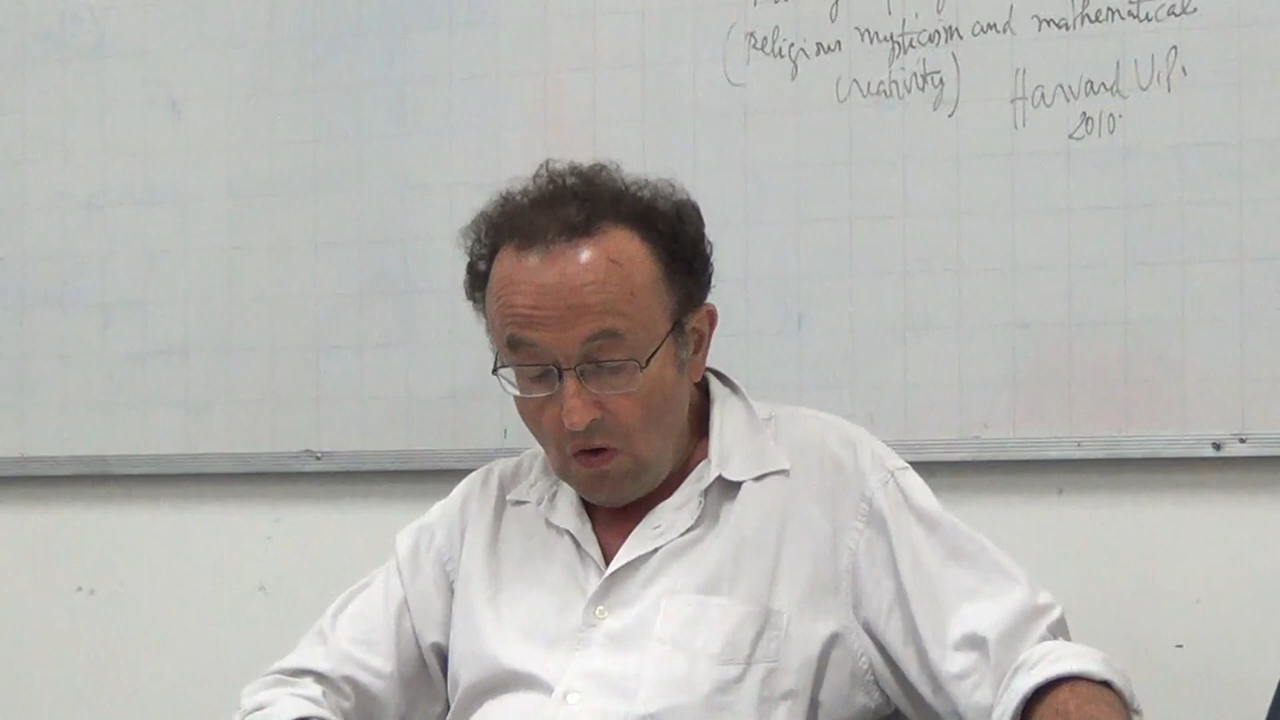 (Religious mysticism and mathematical
creativity) Harvard U.P.
2010.